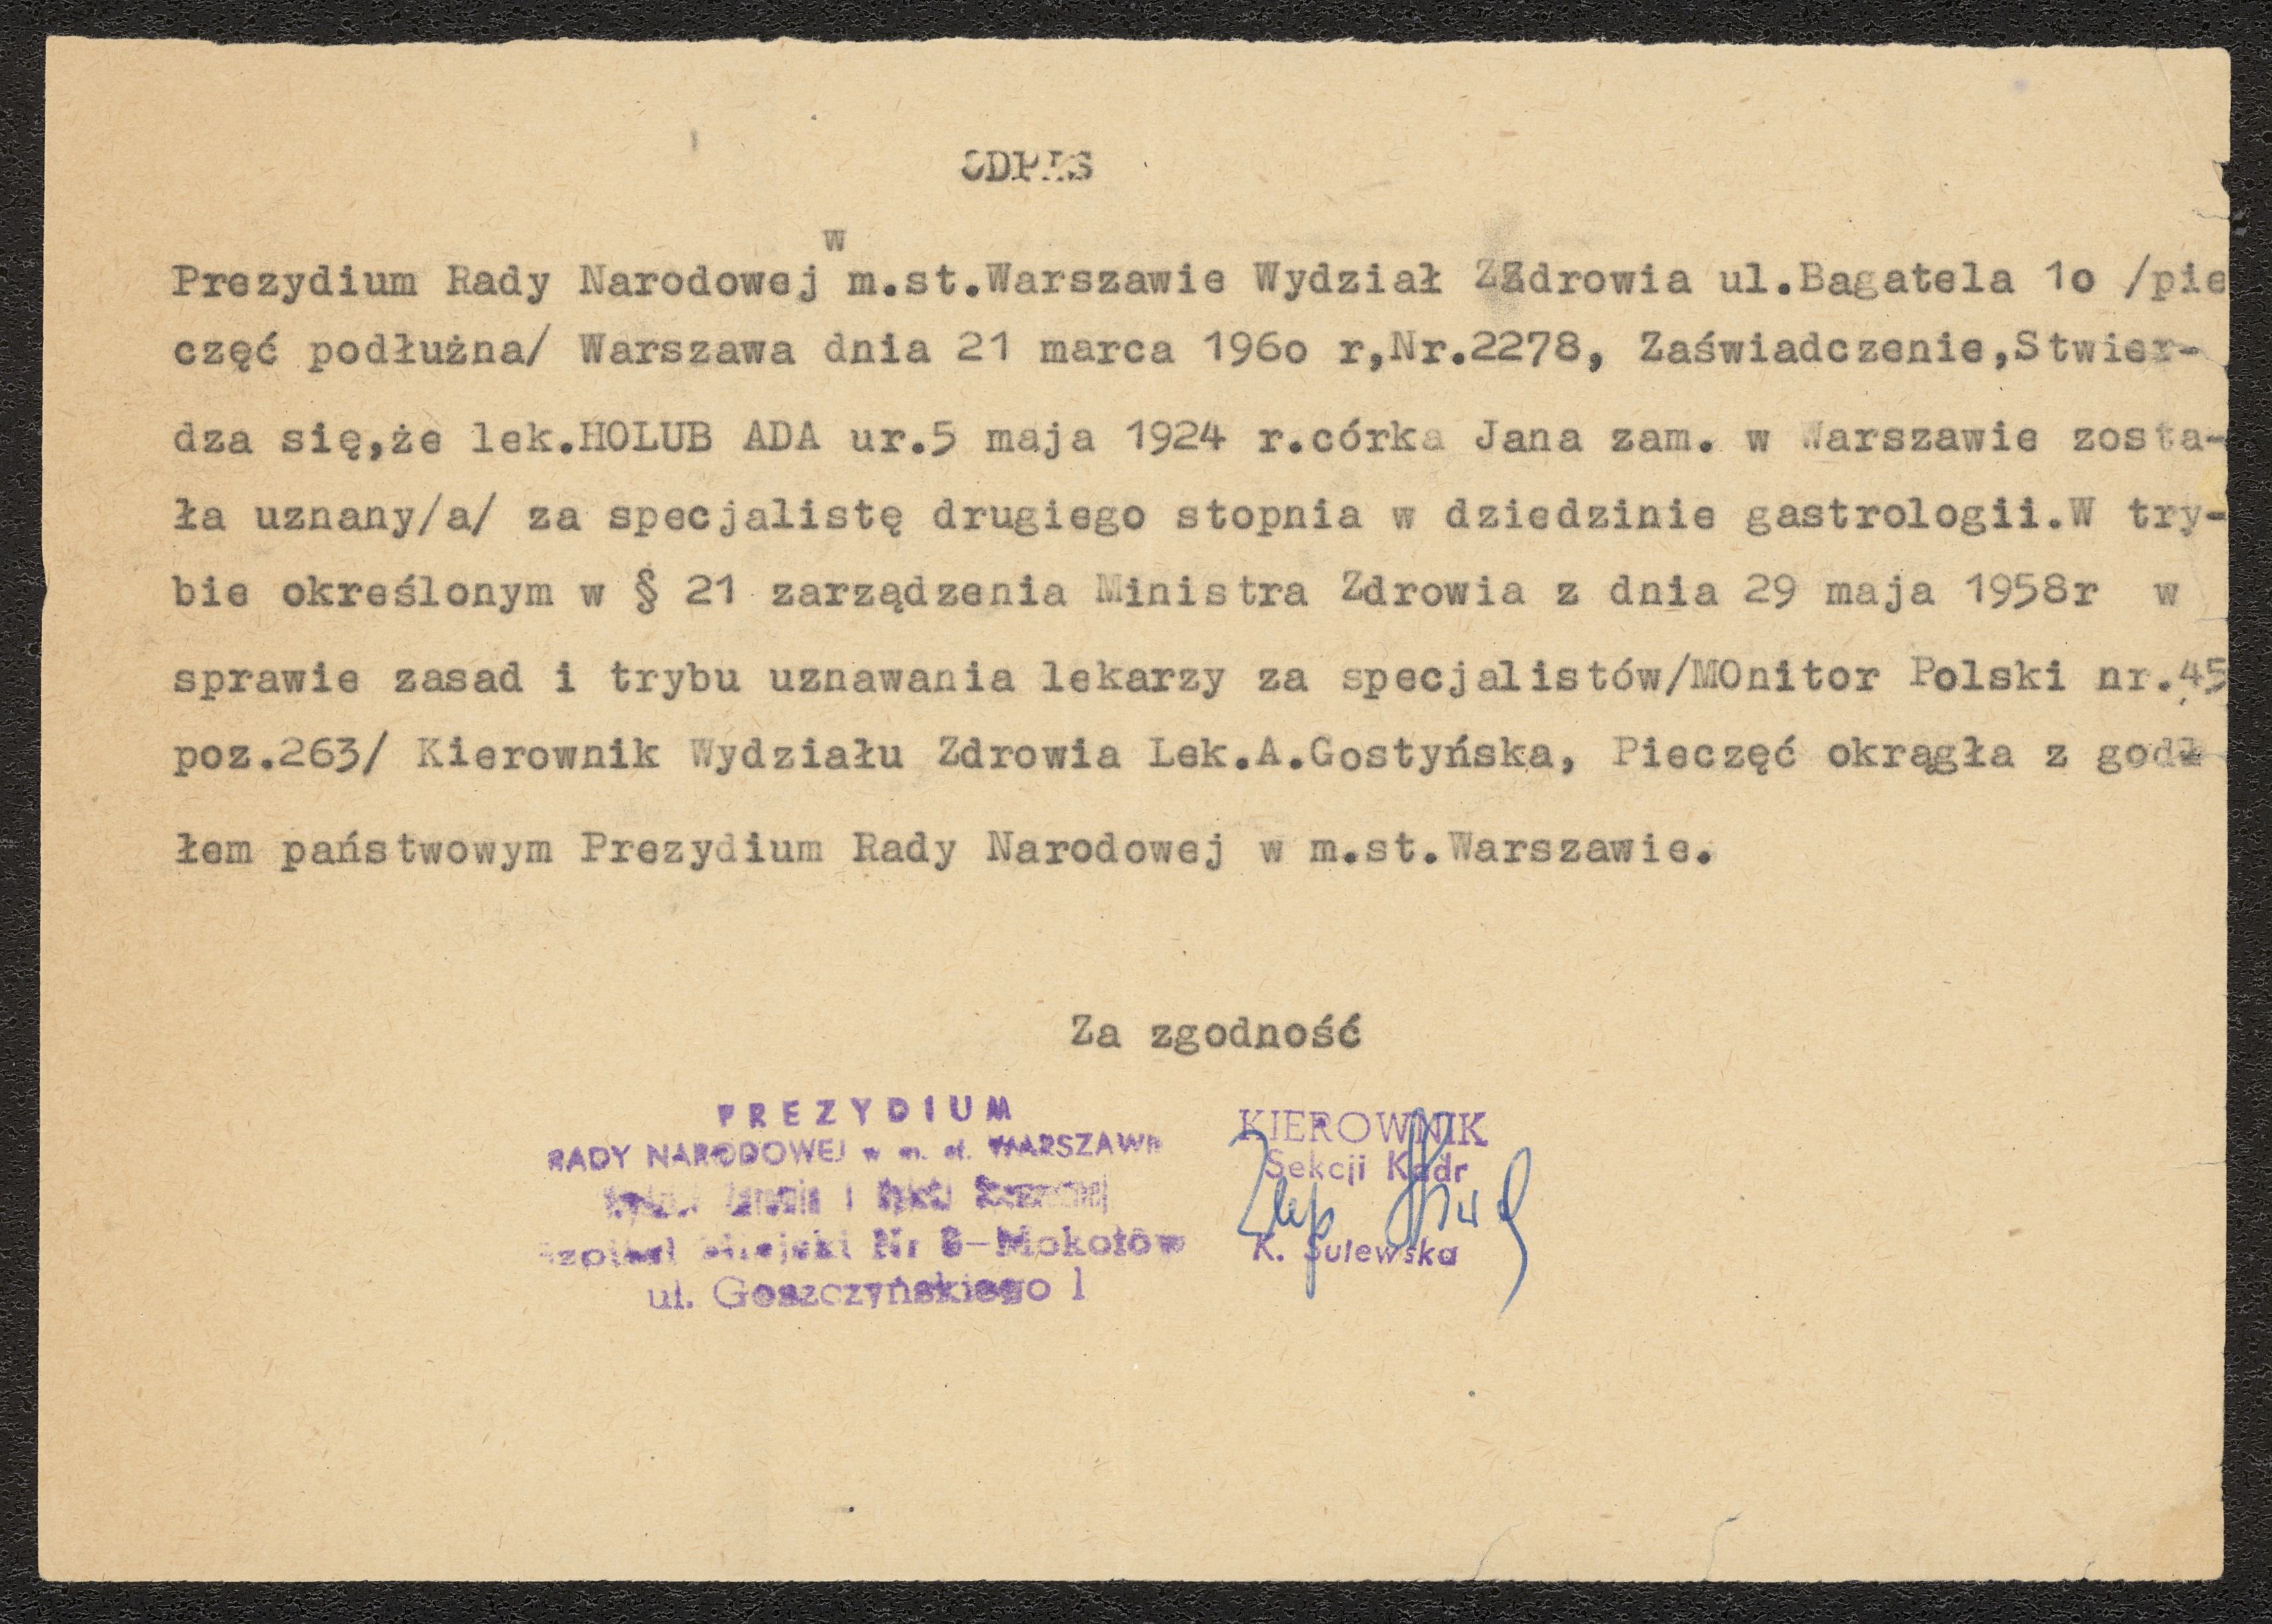 ODPIS
Prezydium Rady Narodowej w m.st.Warszawie Wydział ZZdrowia ul.Bagatela 1o /pie
częć podłużna/ Warszawa dnia 21 marca 196o r,Nr.2278, Zaświadczenie,Stwier-
dza się,że lek.HOLUB ADA ur.5 maja 1924 r.córka Jana zam. w Warszawie zosta-
ła uznany/a/ za specjalistę drugiego stopnia w dziedzinie gastrologii.W try-
bie określonym w § 21 zarządzenia Ministra Zdrowia z dnia 29 maja 1958r w
sprawie zasad i trybu uznawania lekarzy za specjalistów/MOnitor Polski nr.45
poz.263/ Kierownik Wydziału Zdrowia Lek.A.Gostyńska, Pieczęć okrągła z godł
łem państwowym Prezydium Rady Narodowej w m.st.Warszawie.
Za zgodność
PREZYDIUM
RADY NARODOWEJ w m. st. WARSZAWIE
Szpital Miejski Nr 8-Mokotów
ul. Goszczyńskiego 1
KIEROWNIK
Sekcji Kadr
K. Sulewska